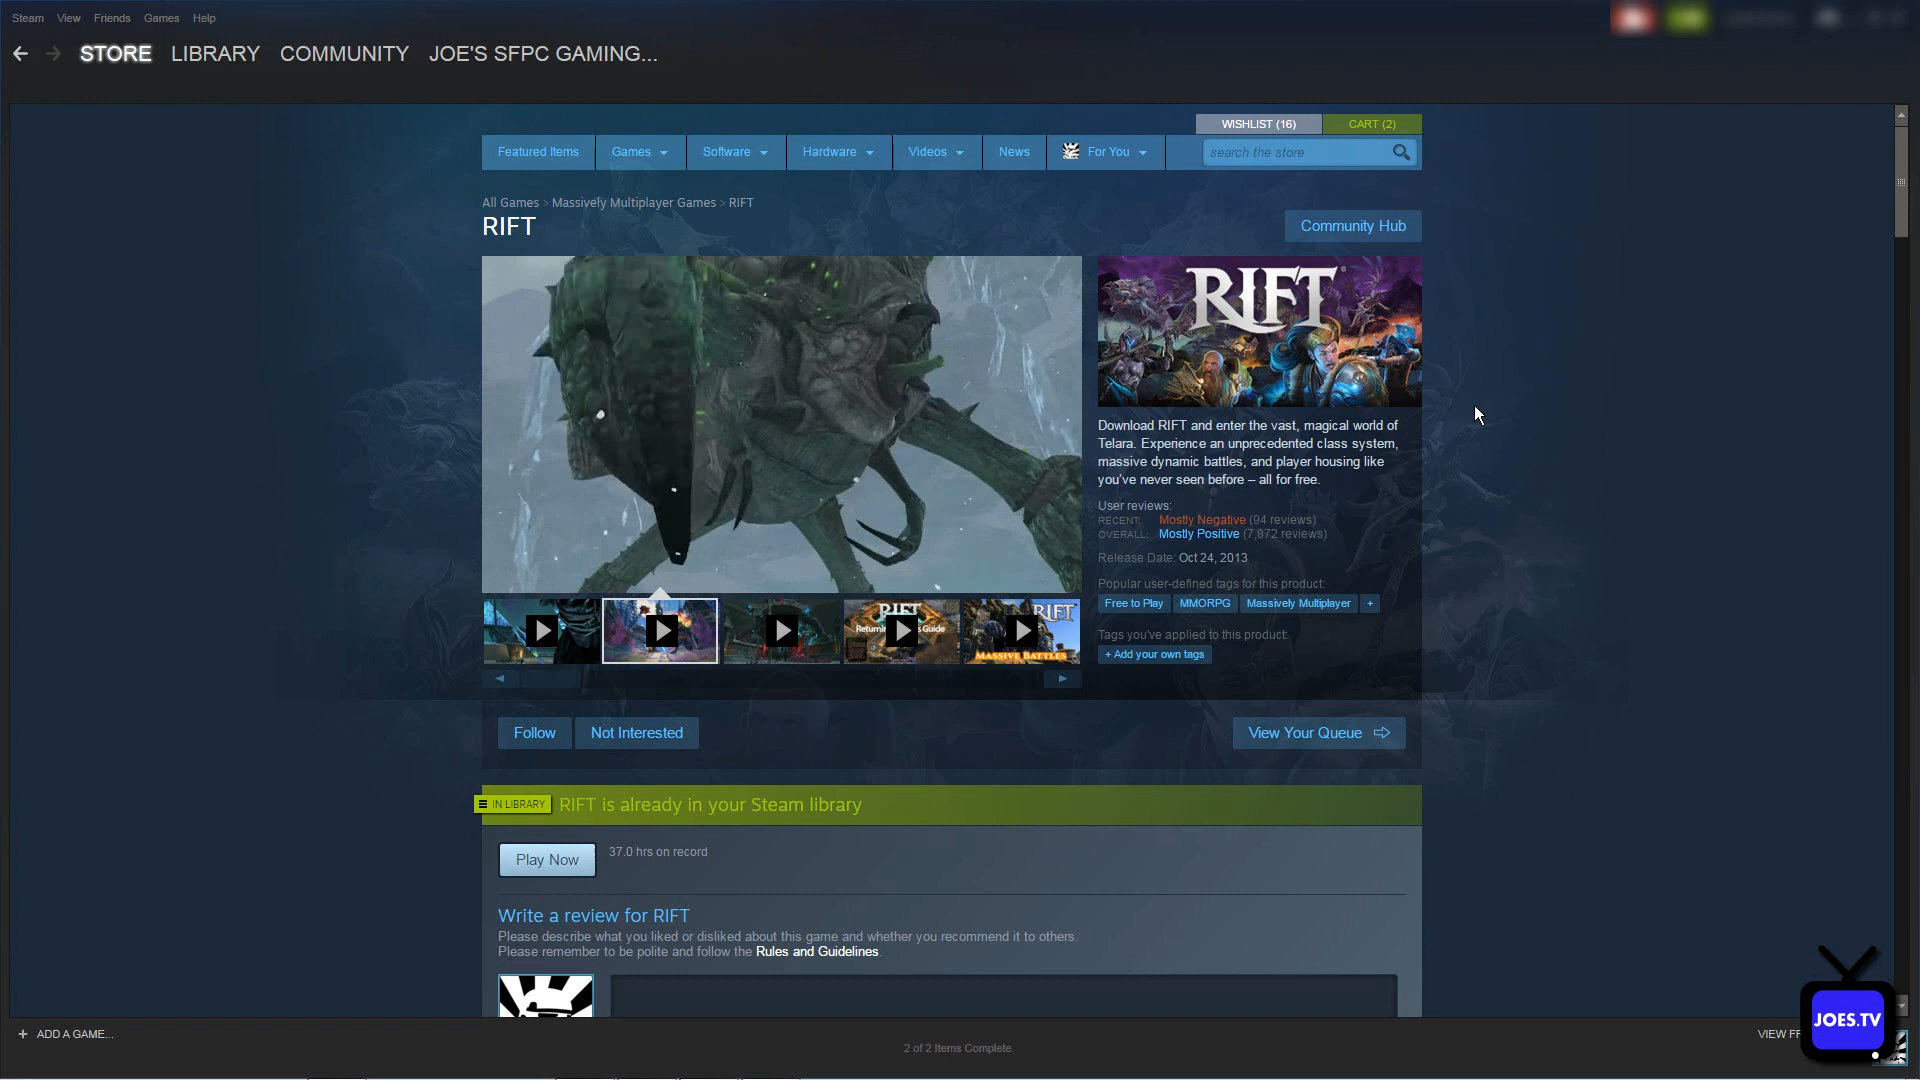 Steam View Friends Games Help
STORE LIBRARY COMMUNITY JOE'S SFPC GAMING...
WISHLIST (16) CART (2)
Featured Items Games Software Hardware Videos News For You search the store
All Games > Massively Multiplayer Games > RIFT
RIFT
Community Hub
RIFT
Download RIFT and enter the vast, magical world of
Telara. Experience an unprecedented class system,
massive dynamic battles, and player housing like
you've never seen before – all for free.
User reviews:
RECENT: Mostly Negative (94 reviews)
OVERALL: Mostly Positive (7,872 reviews)
Release Date: Oct 24, 2013
Popular user-defined tags for this product:
Free to Play MMORPG Massively Multiplayer +
Tags you've applied to this product:
+ Add your own tags
RIFT
Guide
RIFT
MASSIVE BATTLES
Follow Not Interested View Your Queue
IN LIBRARY RIFT is already in your Steam library
Play Now 37.0 hrs on record
Write a review for RIFT
Please describe what you liked or disliked about this game and whether you recommend it to others.
Please remember to be polite and follow the Rules and Guidelines.
+ ADD A GAME...
2 of 2 Items Complete
VIEW
JOES.TV